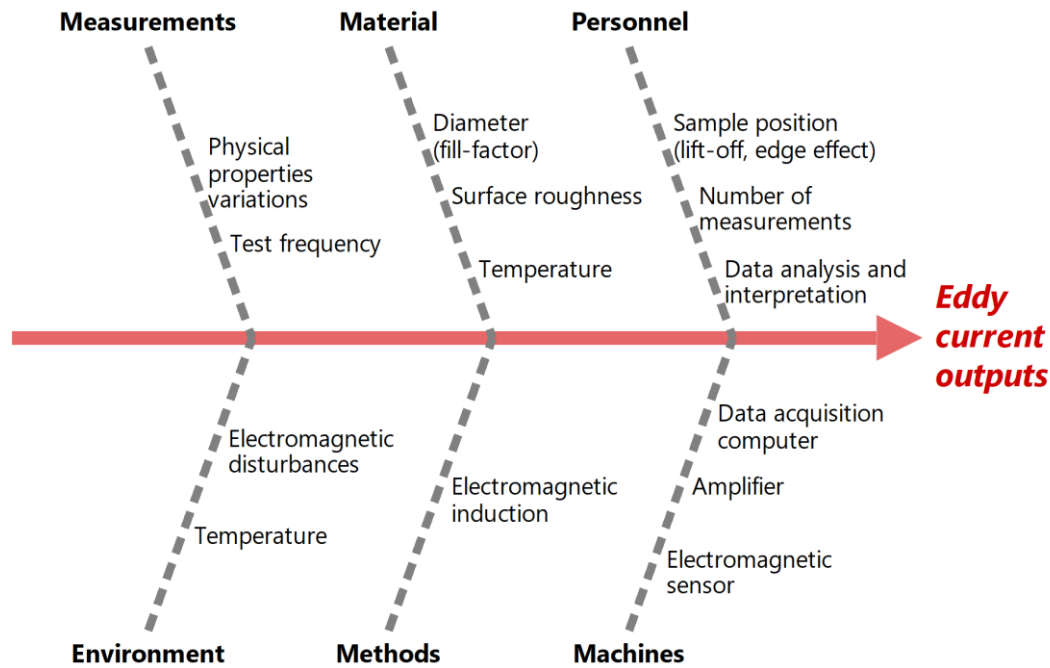 Measurements
Material
Personnel
Physical
properties
variations
Test frequency
Diameter
(fill-factor)
Surface roughness
Temperature
Sample position
(lift-off, edge effect)
Number of
measurements
Data analysis and
interpretation
Eddy
current
outputs
Electromagnetic
disturbances
Temperature
Electromagnetic
induction
Data acquisition
computer
Amplifier
Electromagnetic
sensor
Environment
Methods
Machines